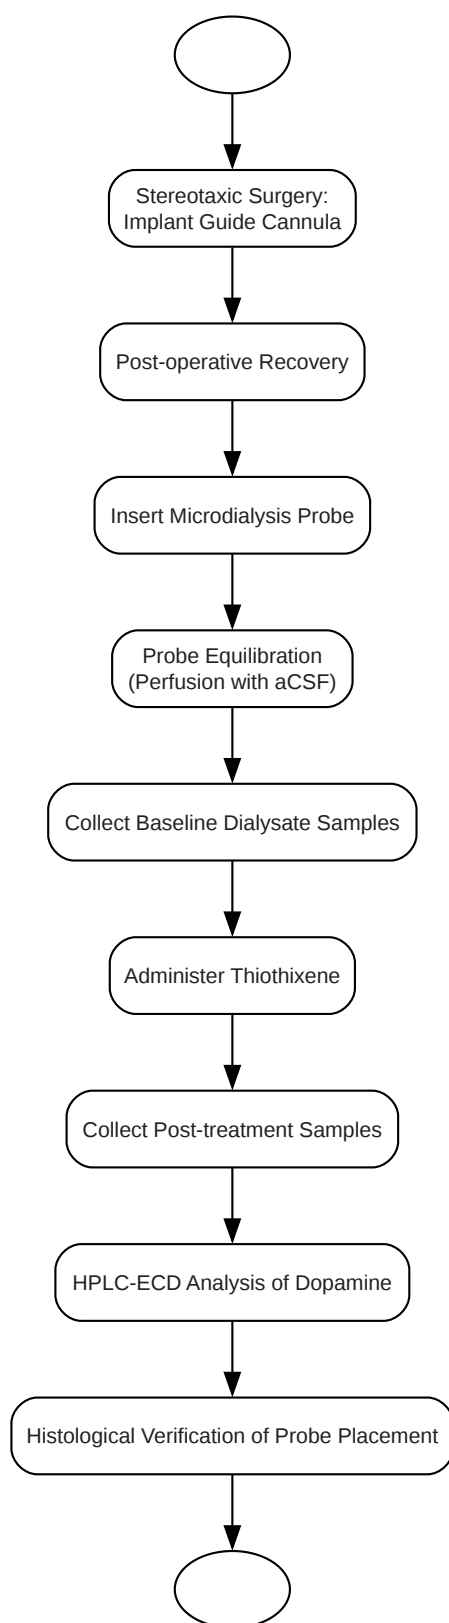 Stereotaxic Surgery:
Implant Guide Cannula
Post-operative Recovery
Insert Microdialysis Probe
Probe Equilibration
(Perfusion with aCSF)
Collect Baseline Dialysate Samples
Administer Thiothixene
Collect Post-treatment Samples
HPLC-ECD Analysis of Dopamine
Histological Verification of Probe Placement